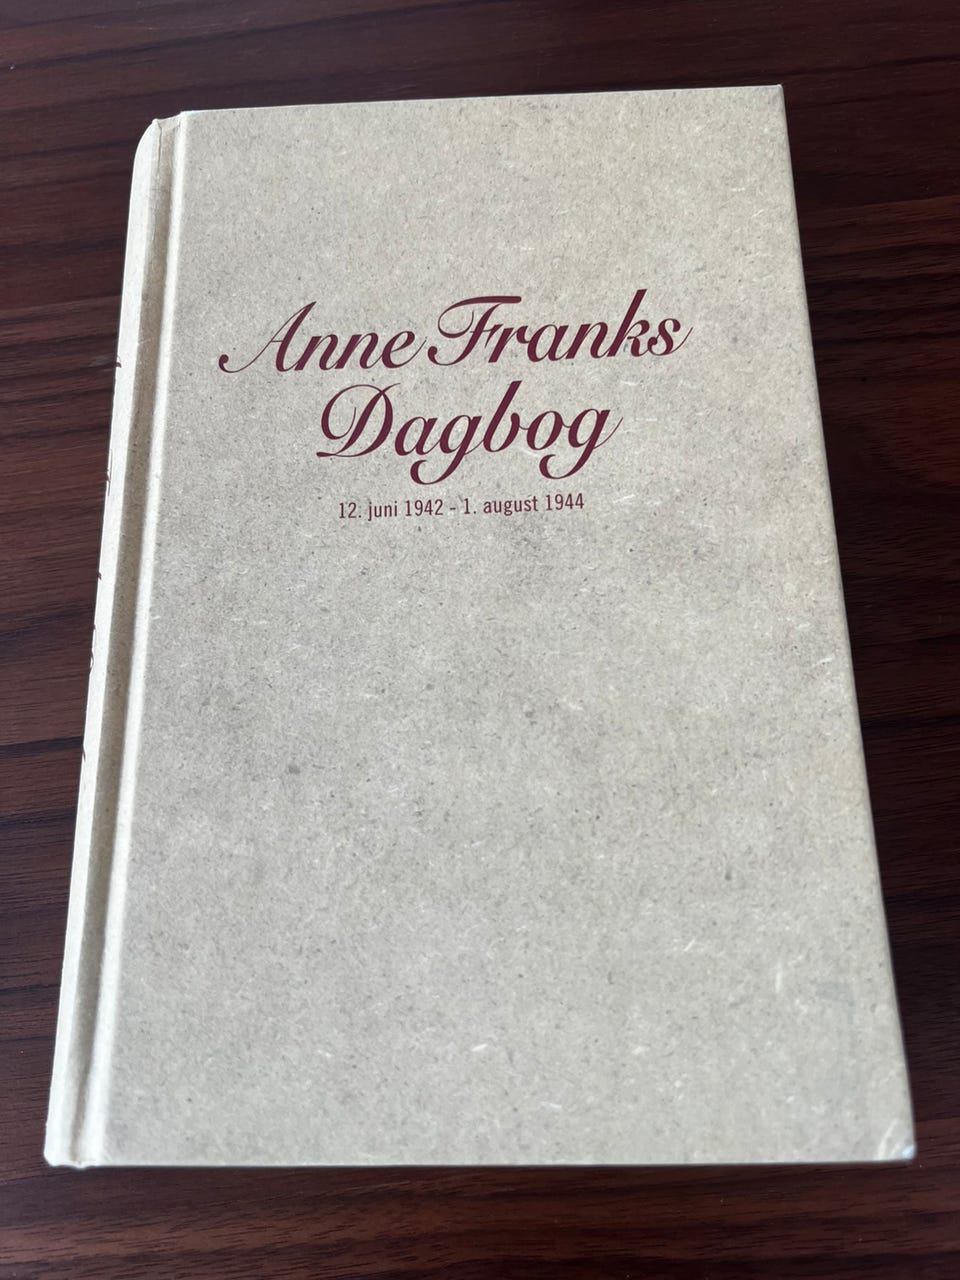 Anne Franks
Dagbog
12. juni 1942 - 1. august 1944